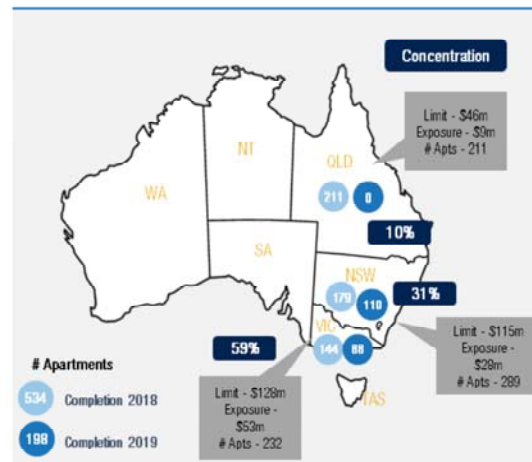 Concentration
Limit - $46m
Exposure - $9m
# Apts - 211
NT
QLD
WA
211
0
10%
SA
NSW
179
110
31%
VIC
144
88
59%
Limit - $115m
Exposure -
$28m
# Apts - 289
# Apartments
534
Completion 2018
198
Completion 2019
Limit - $128m
Exposure -
$53m
# Apts - 232
TAS